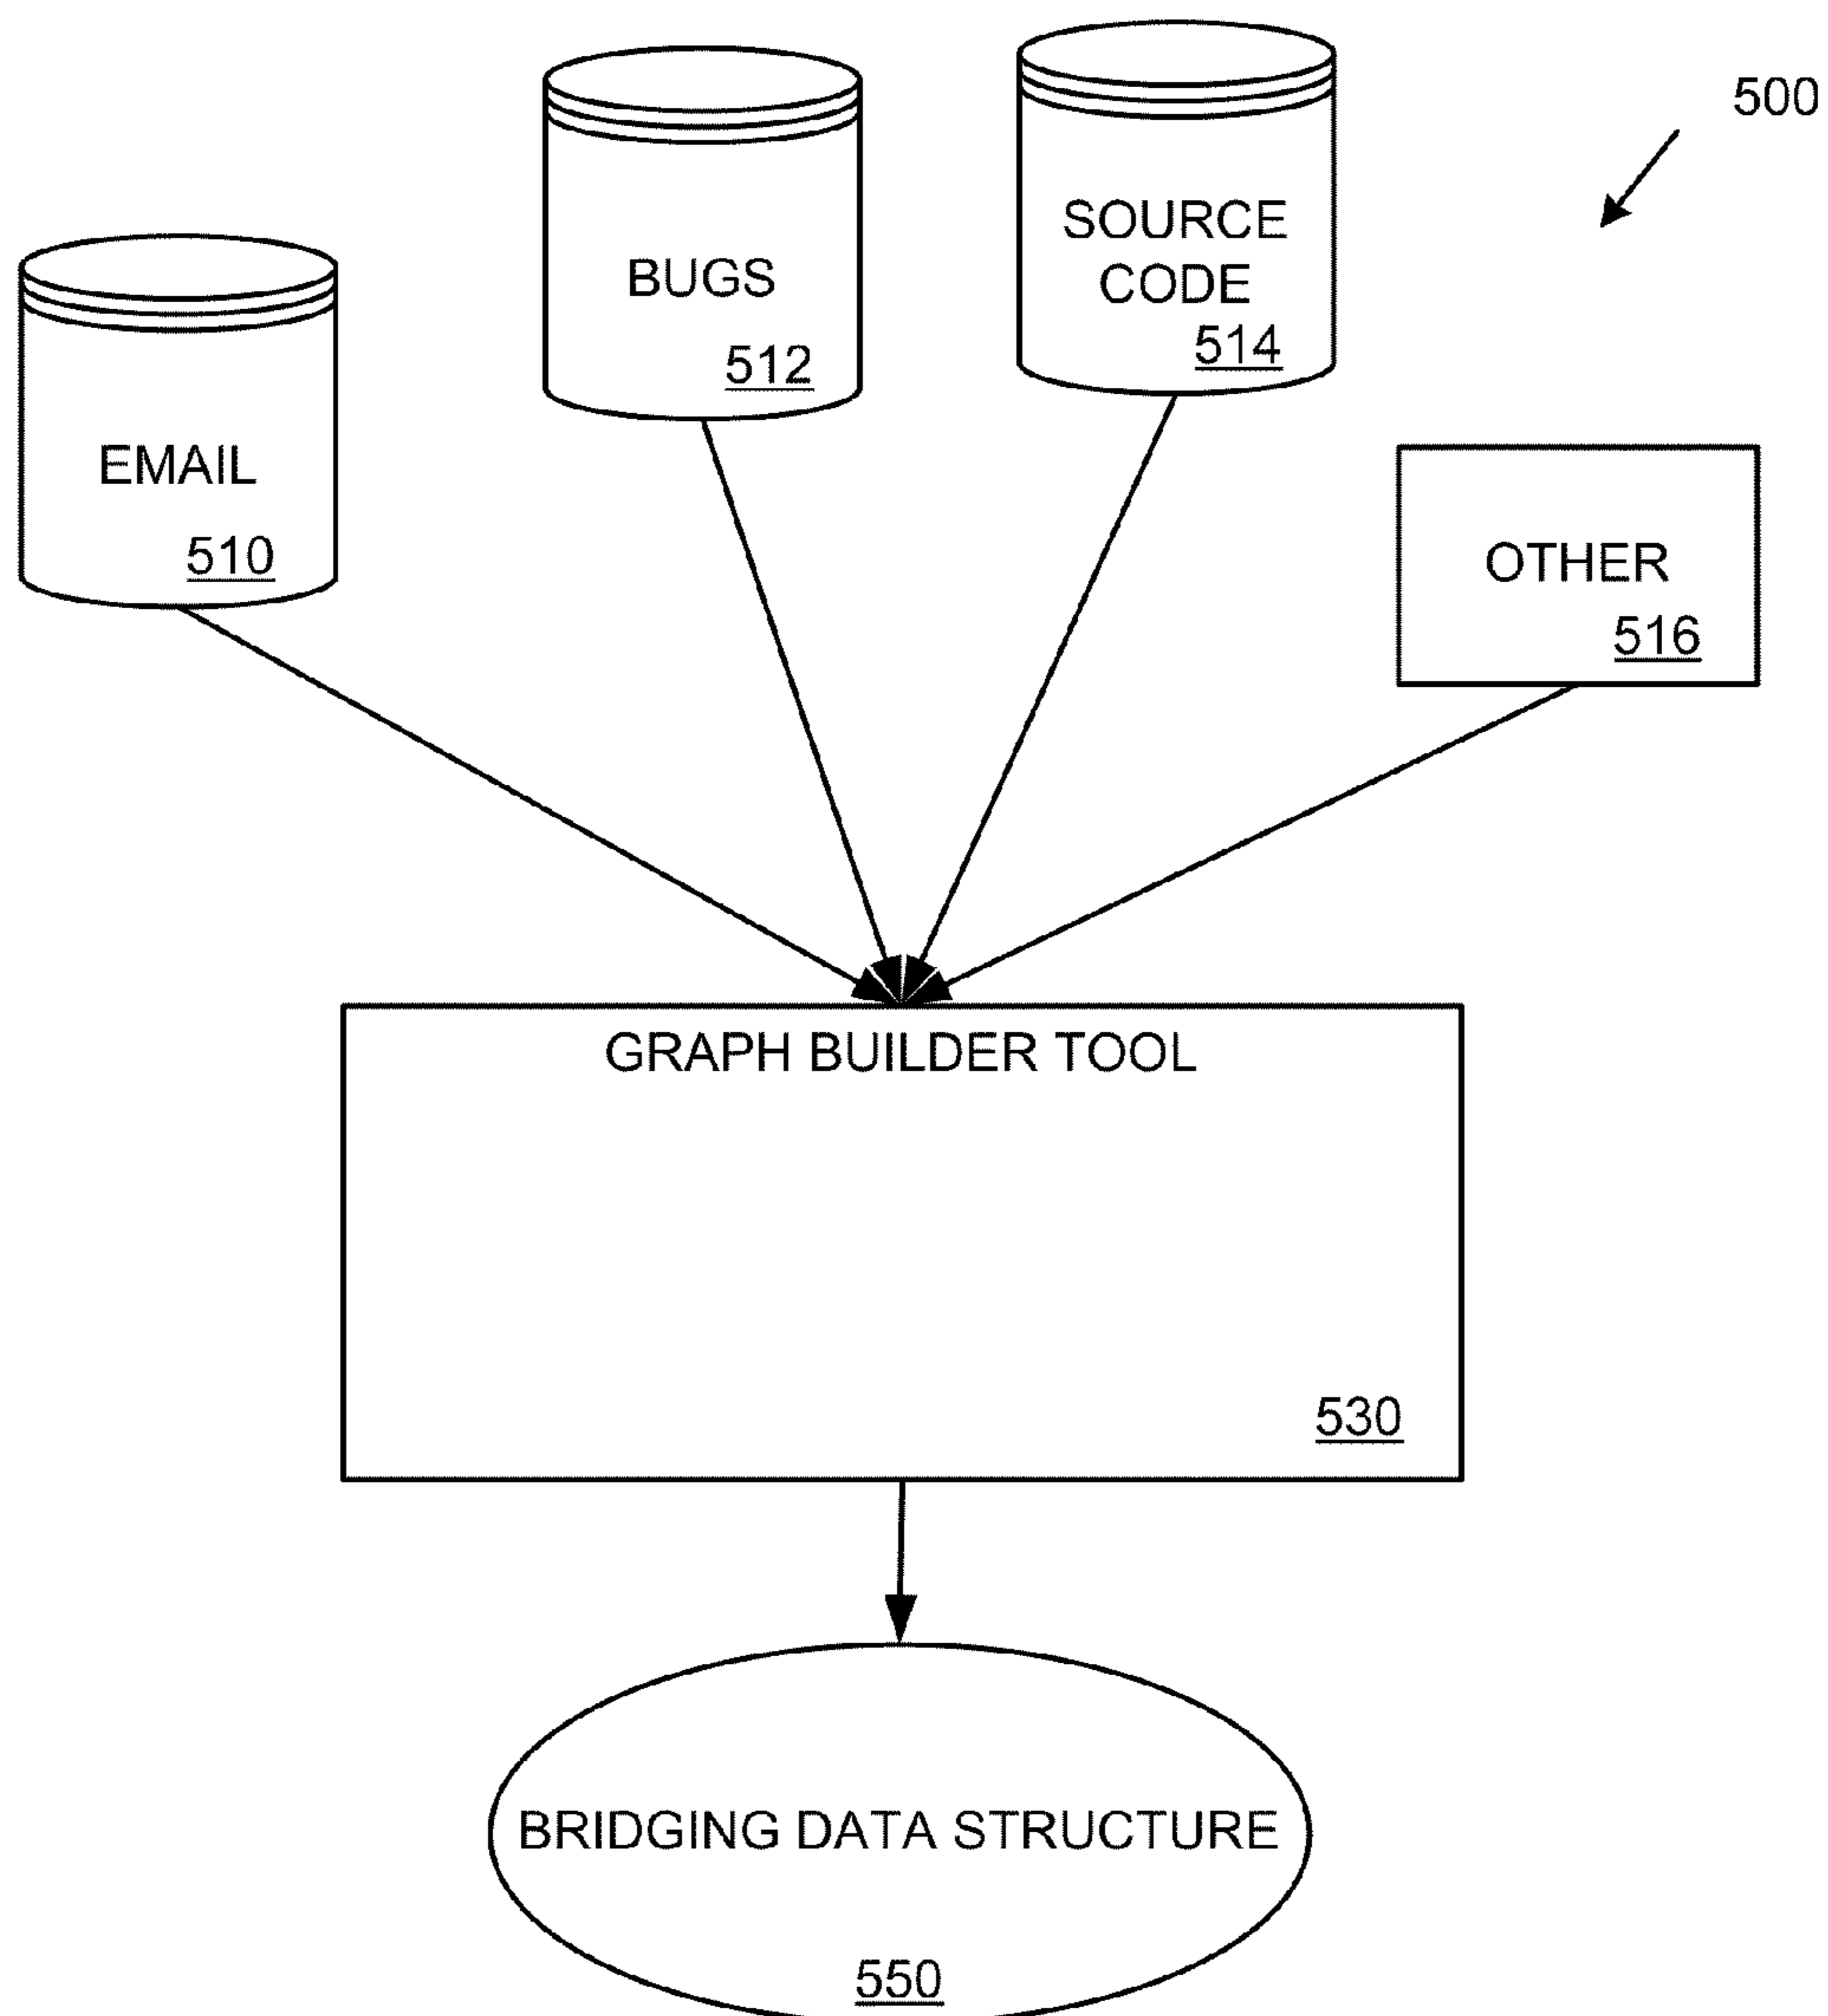 500
SOURCE
CODE
514
BUGS
512
EMAIL
510
OTHER
516
GRAPH BUILDER TOOL
530
BRIDGING DATA STRUCTURE
550